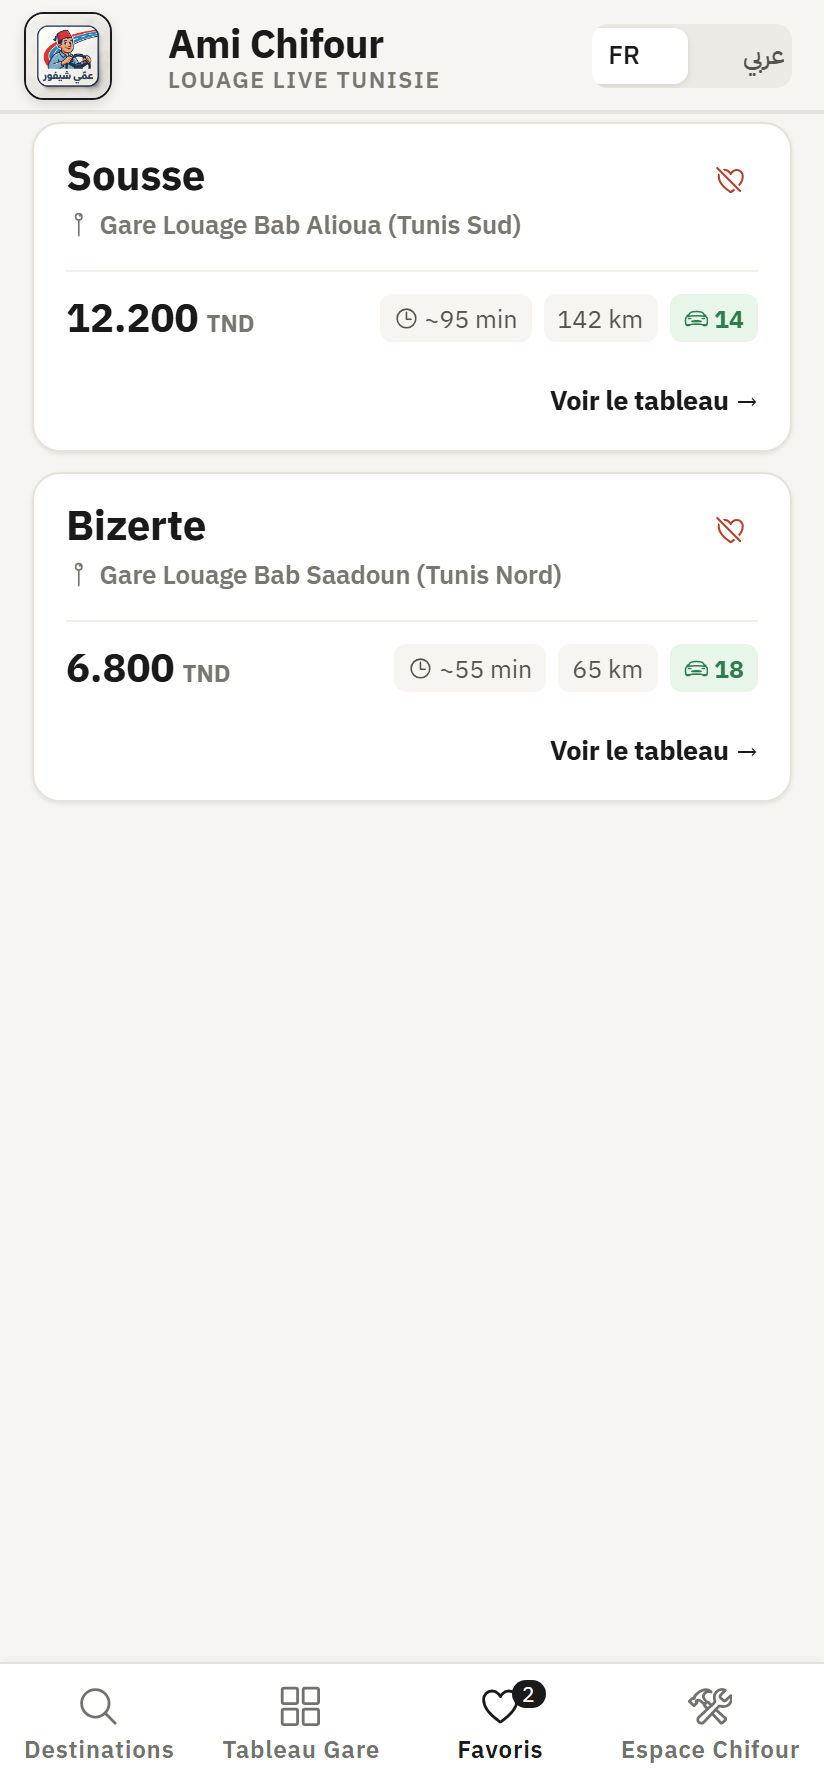 عمّي شيفور
Ami Chifour
LOUAGE LIVE TUNISIE
FR
عربي
Sousse
Gare Louage Bab Alioua (Tunis Sud)
12.200 TND
~95 min
142 km
14
Voir le tableau →
Bizerte
Gare Louage Bab Saadoun (Tunis Nord)
6.800 TND
~55 min
65 km
18
Voir le tableau →
2
Destinations
Tableau Gare
Favoris
Espace Chifour